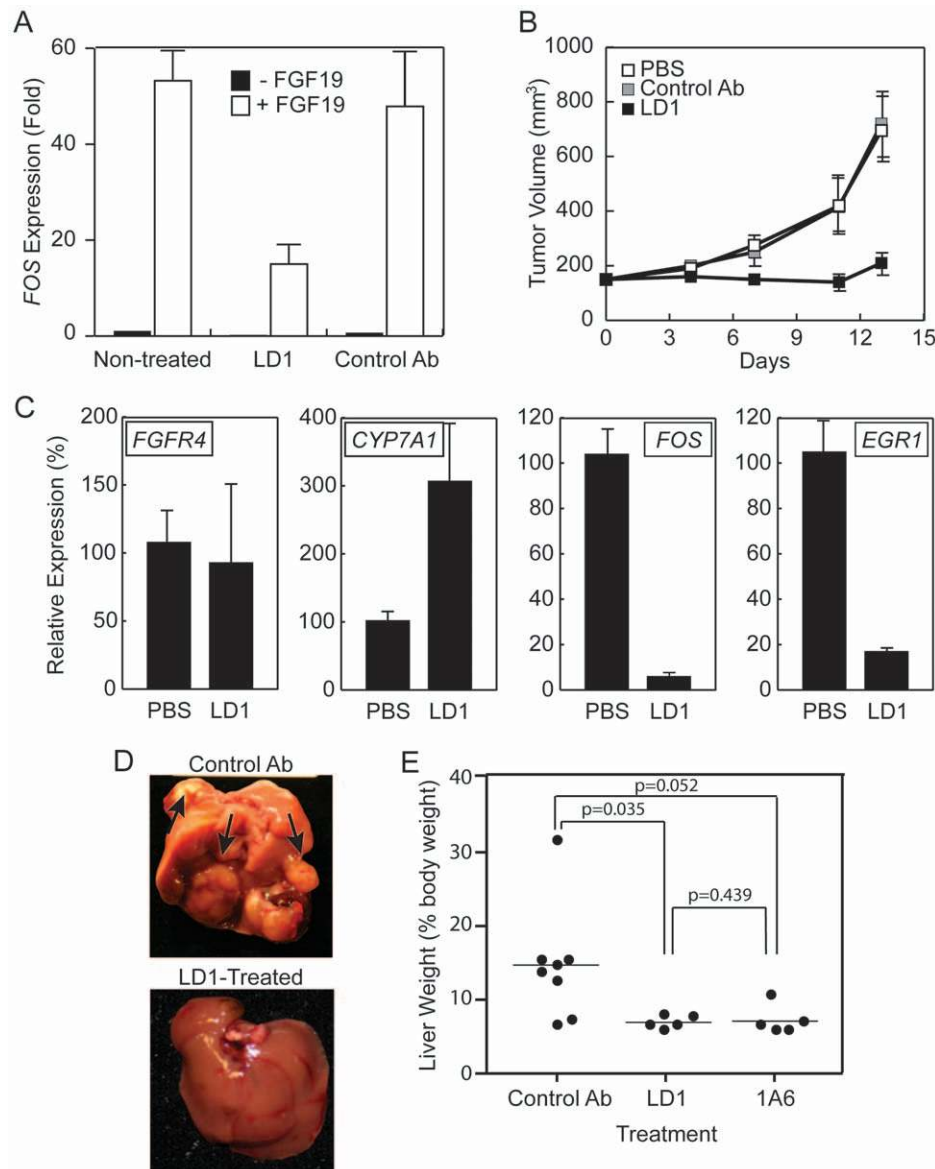 A
FOS Expression (Fold)
60
40
20
0
- FGF19
+ FGF19
Non-treated LD1 Control Ab
B
Tumor Volume (mm³)
1000
800
600
400
200
0
PBS
Control Ab
LD1
0 3 6 9 12 15
Days
C
Relative Expression (%)
200
150
100
50
0
FGFR4
PBS LD1
400
300
200
100
0
CYP7A1
PBS LD1
120
100
80
60
40
20
0
FOS
PBS LD1
120
100
80
60
40
20
0
EGR1
PBS LD1
D
Control Ab
LD1-Treated
E
Liver Weight (% body weight)
40
30
20
10
0
p=0.052
p=0.035
p=0.439
Control Ab LD1 1A6
Treatment